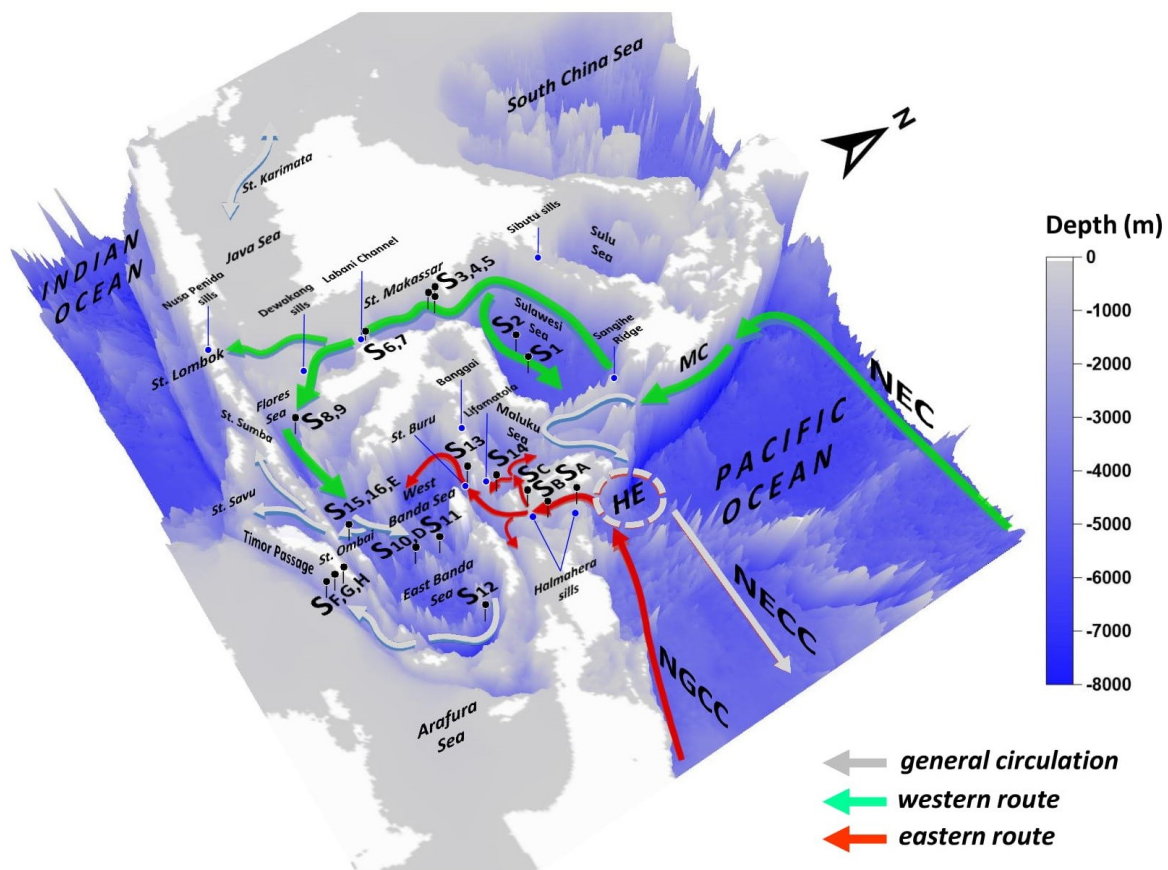 South China Sea
N
St. Karimata
Java Sea
INDIAN
OCEAN
Nusa Penida
sills
Dewakang
sills
Labani Channel
St. Makassar
S3,4,5
Sibutu sills
Sulu
Sea
Sulawesi
Sea
S2
S1
Sangihe
Ridge
MC
NEC
PACIFIC
OCEAN
St. Lombok
S6,7
Flores
Sea
S8,9
St. Sumba
Banggai
Lifamatola
Maluku
Sea
St. Buru
S13
S14
SC
SB
SA
HE
West
Banda Sea
St. Savu
S15,16,E
S10,D
S11
St. Ombai
Timor Passage
SF,G,H
East Banda
Sea
S12
Halmahera
sills
NECC
NGCC
Arafura
Sea
Depth (m)
0
-1000
-2000
-3000
-4000
-5000
-6000
-7000
-8000
general circulation
western route
eastern route